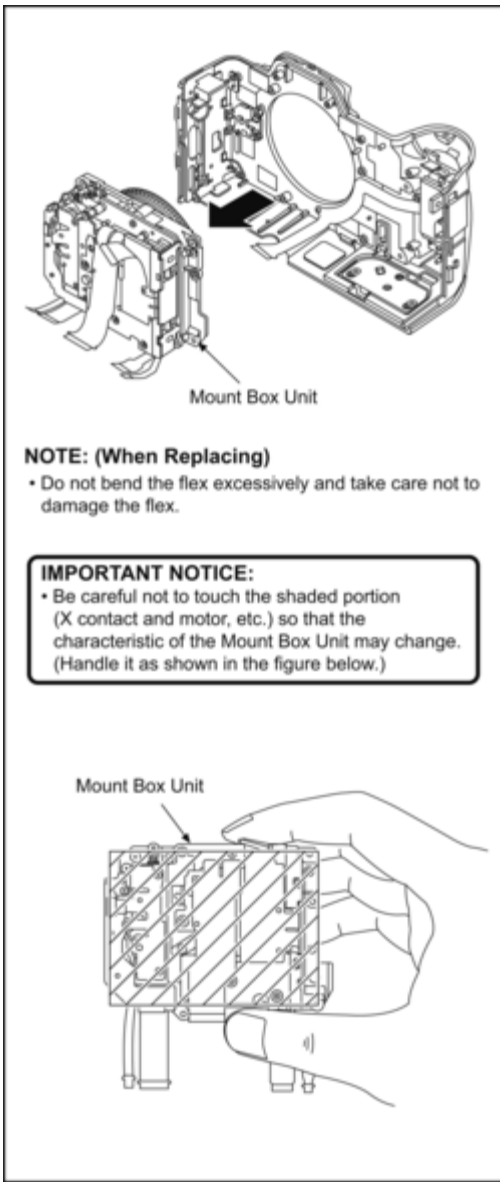 Mount Box Unit
NOTE: (When Replacing)
• Do not bend the flex excessively and take care not to
damage the flex.
IMPORTANT NOTICE:
• Be careful not to touch the shaded portion
(X contact and motor, etc.) so that the
characteristic of the Mount Box Unit may change.
(Handle it as shown in the figure below.)
Mount Box Unit